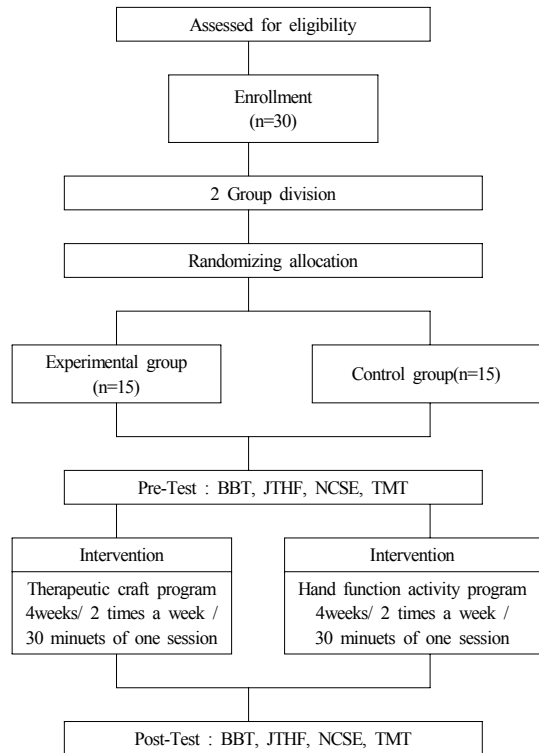 Assessed for eligibility
Enrollment
(n=30)
2 Group division
Randomizing allocation
Experimental group
(n=15)
Control group(n=15)
Pre-Test : BBT, JTHF, NCSE, TMT
Intervention
Therapeutic craft program
4weeks/ 2 times a week /
30 minuets of one session
Intervention
Hand function activity program
4weeks/ 2 times a week /
30 minuets of one session
Post-Test : BBT, JTHF, NCSE, TMT